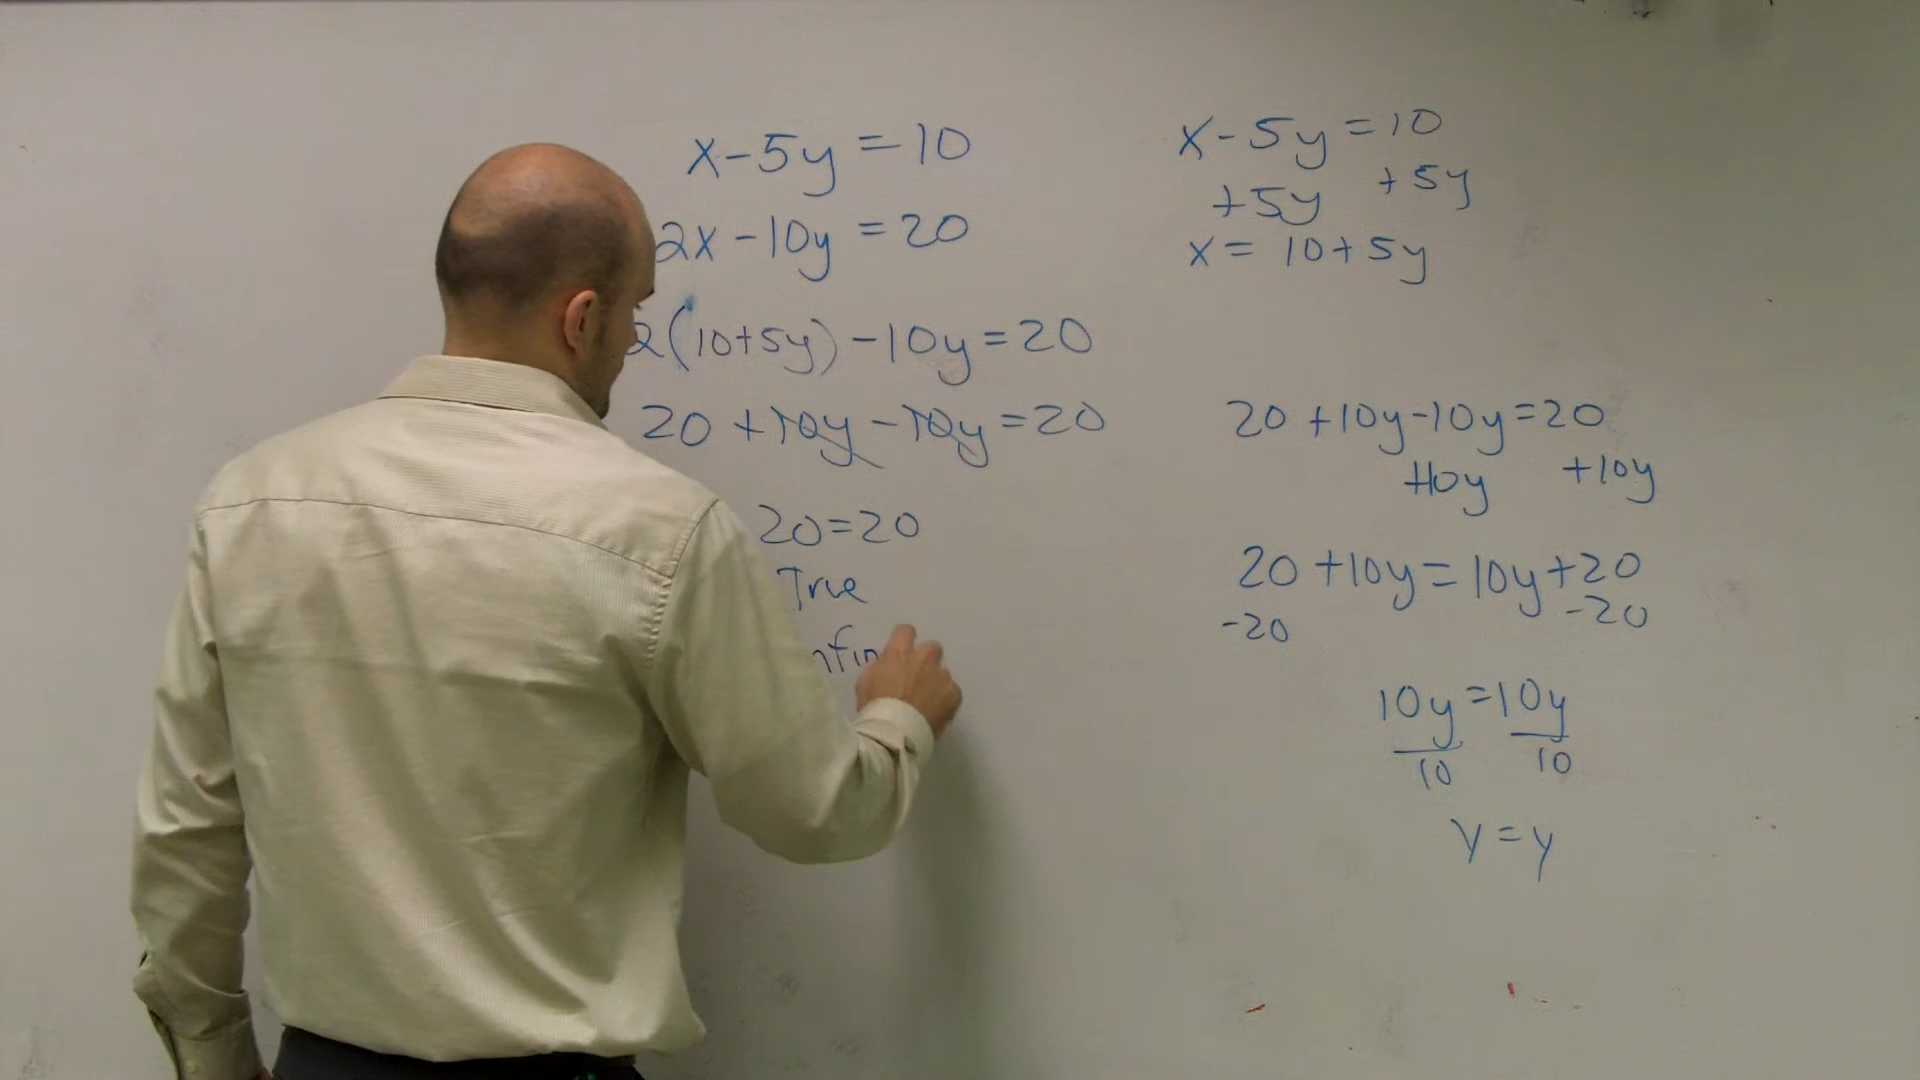 x-5y=10
2x-10y=20
2(10+5y)-10y=20
20+10y-10y=20
20=20
True
x-5y=10
+5y +5y
x=10+5y
20+10y-10y=20
+10y +10y
20+10y=10y+20
-20 -20
10y=10y
10 10
y=y